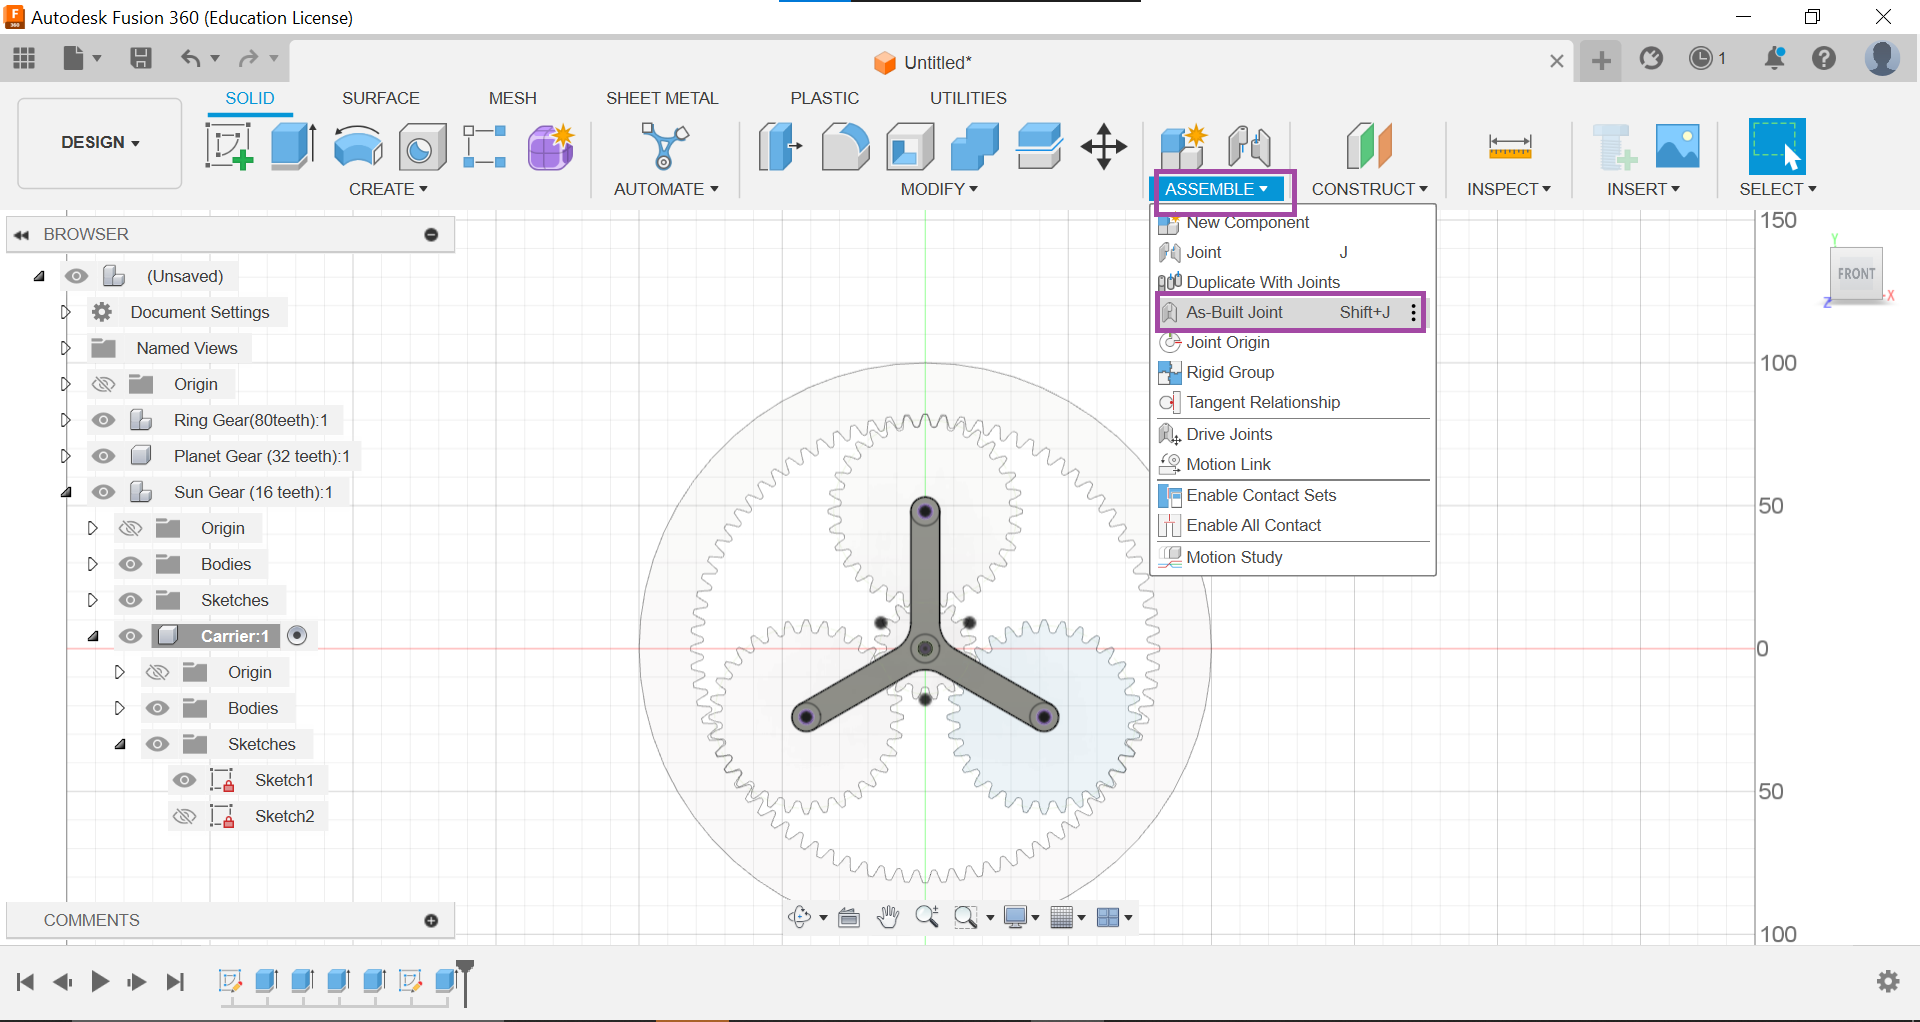 Autodesk Fusion 360 (Education License)
Untitled*
1
SOLID SURFACE MESH SHEET METAL PLASTIC UTILITIES
DESIGN
CREATE AUTOMATE MODIFY ASSEMBLE CONSTRUCT INSPECT INSERT SELECT
BROWSER
(Unsaved)
Document Settings
Named Views
Origin
Ring Gear(80teeth):1
Planet Gear (32 teeth):1
Sun Gear (16 teeth):1
Origin
Bodies
Sketches
Carrier:1
Origin
Bodies
Sketches
Sketch1
Sketch2
COMMENTS
New Component
Joint J
Duplicate With Joints
As-Built Joint Shift+J
Joint Origin
Rigid Group
Tangent Relationship
Drive Joints
Motion Link
Enable Contact Sets
Enable All Contact
Motion Study
150
100
50
0
50
100
Y
FRONT
Z
X